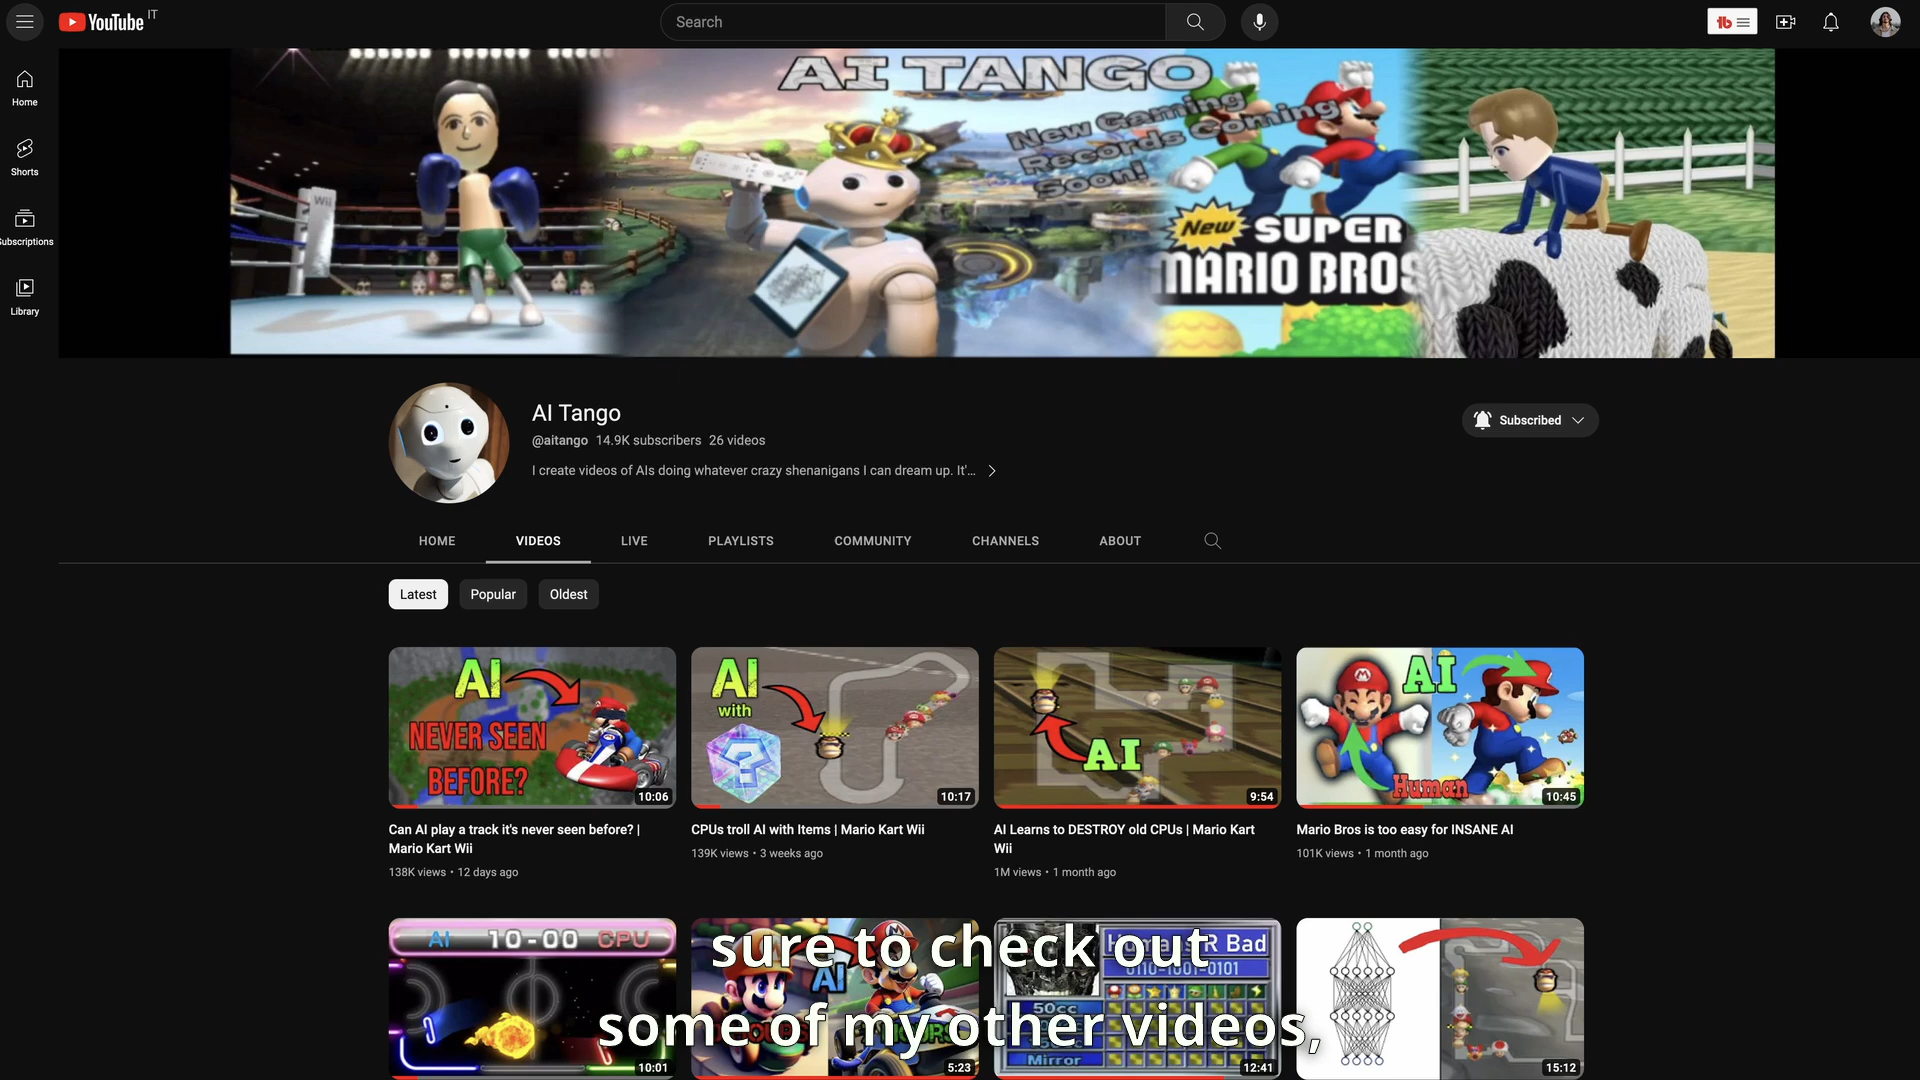 YouTube IT
Search
Home
Shorts
Subscriptions
Library
AI TANGO
New Gaming
Records Coming
Soon!
Wii
New SUPER
MARIO BROS
AI Tango
@aitango 14.9K subscribers 26 videos
I create videos of AIs doing whatever crazy shenanigans I can dream up. It'...
Subscribed
HOME VIDEOS LIVE PLAYLISTS COMMUNITY CHANNELS ABOUT
Latest Popular Oldest
AI
NEVER SEEN
BEFORE?
10:06
Can AI play a track it's never seen before? |
Mario Kart Wii
138K views • 12 days ago
AI
with
10:17
CPUs troll AI with Items | Mario Kart Wii
139K views • 3 weeks ago
AI
9:54
AI Learns to DESTROY old CPUs | Mario Kart
Wii
1M views • 1 month ago
AI
Human
10:45
Mario Bros is too easy for INSANE AI
101K views • 1 month ago
AI 10-00 CPU
10:01
AI
5:23
R Bad
0110-1001-0101
50cc
Mirror
12:41
15:12
sure to check out
some of my other videos,